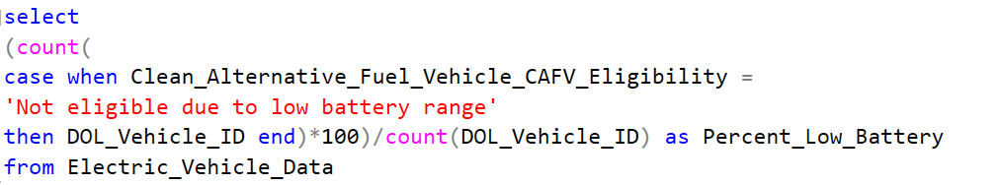 select
(count(
case when Clean_Alternative_Fuel_Vehicle_CAFV_Eligibility =
'Not eligible due to low battery range'
then DOL_Vehicle_ID end)*100)/count(DOL_Vehicle_ID) as Percent_Low_Battery
from Electric_Vehicle_Data